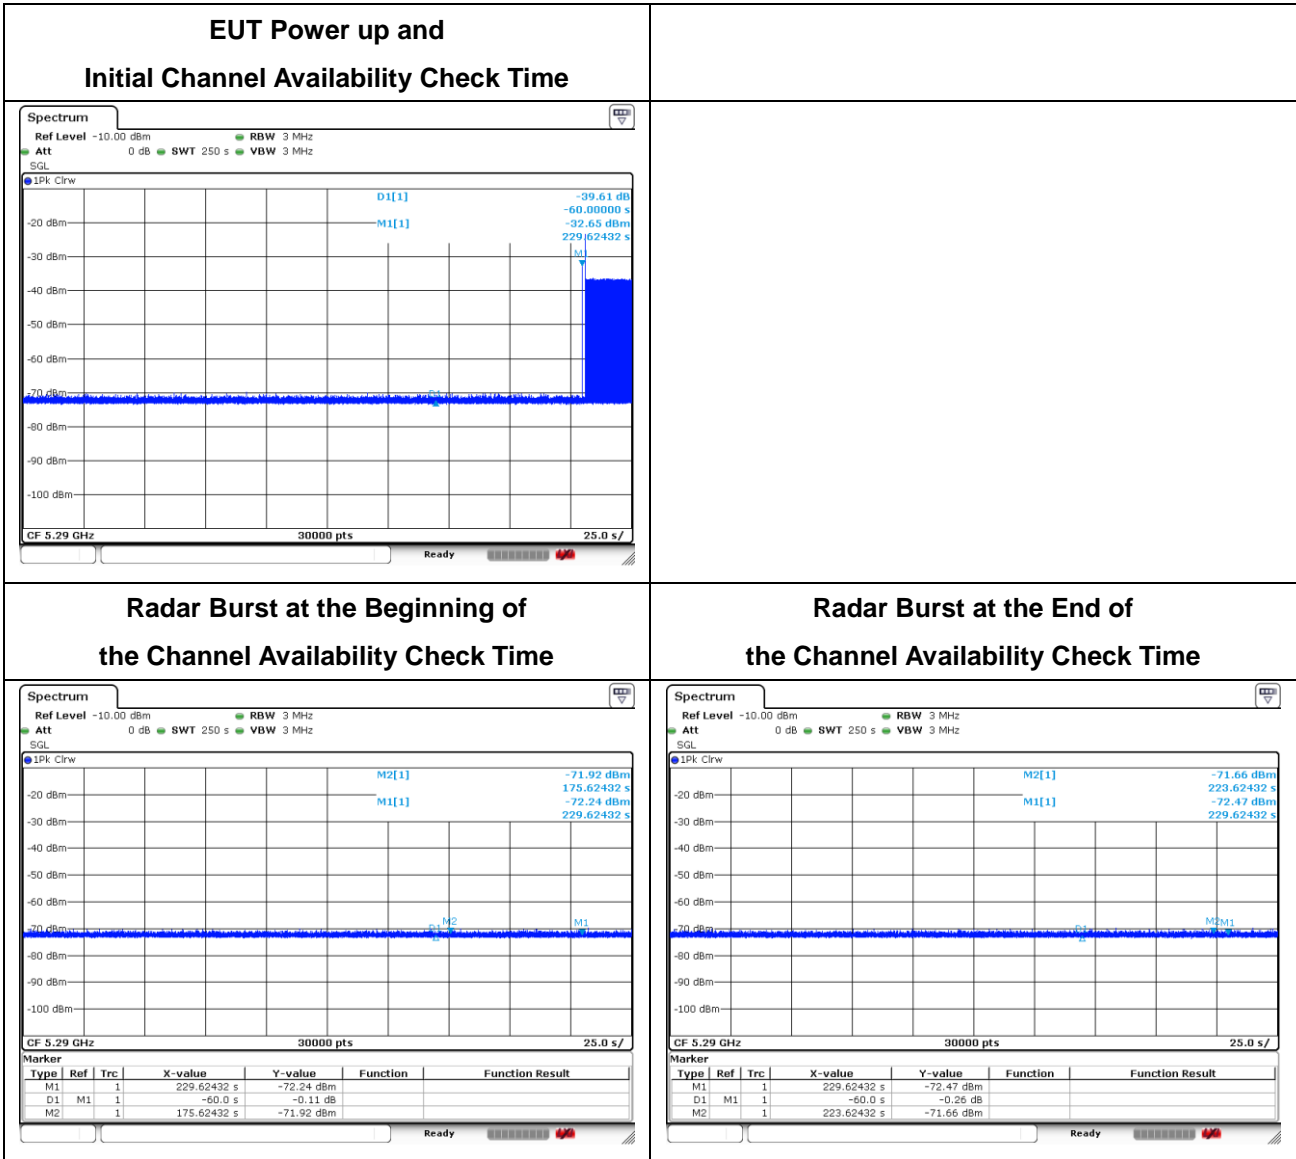 EUT Power up and
Initial Channel Availability Check Time
Spectrum
Ref Level -10.00 dBm RBW 3 MHz
Att 0 dB SWT 250 s VBW 3 MHz
SGL
1Pk Clrw
D1[1] -39.61 dB
-60.00000 s
M1[1] -32.65 dBm
229.62432 s
M1
-20 dBm
-30 dBm
-40 dBm
-50 dBm
-60 dBm
-70 dBm
D1
-80 dBm
-90 dBm
-100 dBm
CF 5.29 GHz 30000 pts 25.0 s/
Ready
Radar Burst at the Beginning of
the Channel Availability Check Time
Spectrum
Ref Level -10.00 dBm RBW 3 MHz
Att 0 dB SWT 250 s VBW 3 MHz
SGL
1Pk Clrw
M2[1] -71.92 dBm
175.62432 s
M1[1] -72.24 dBm
229.62432 s
-20 dBm
-30 dBm
-40 dBm
-50 dBm
-60 dBm
-70 dBm
D1 M2 M1
-80 dBm
-90 dBm
-100 dBm
CF 5.29 GHz 30000 pts 25.0 s/
Marker
Type Ref Trc X-value Y-value Function Function Result
M1 1 229.62432 s -72.24 dBm
D1 M1 1 -60.0 s -0.11 dB
M2 1 175.62432 s -71.92 dBm
Ready
Radar Burst at the End of
the Channel Availability Check Time
Spectrum
Ref Level -10.00 dBm RBW 3 MHz
Att 0 dB SWT 250 s VBW 3 MHz
SGL
1Pk Clrw
M2[1] -71.66 dBm
223.62432 s
M1[1] -72.47 dBm
229.62432 s
-20 dBm
-30 dBm
-40 dBm
-50 dBm
-60 dBm
-70 dBm
D1 M2 M1
-80 dBm
-90 dBm
-100 dBm
CF 5.29 GHz 30000 pts 25.0 s/
Marker
Type Ref Trc X-value Y-value Function Function Result
M1 1 229.62432 s -72.47 dBm
D1 M1 1 -60.0 s -0.26 dB
M2 1 223.62432 s -71.66 dBm
Ready